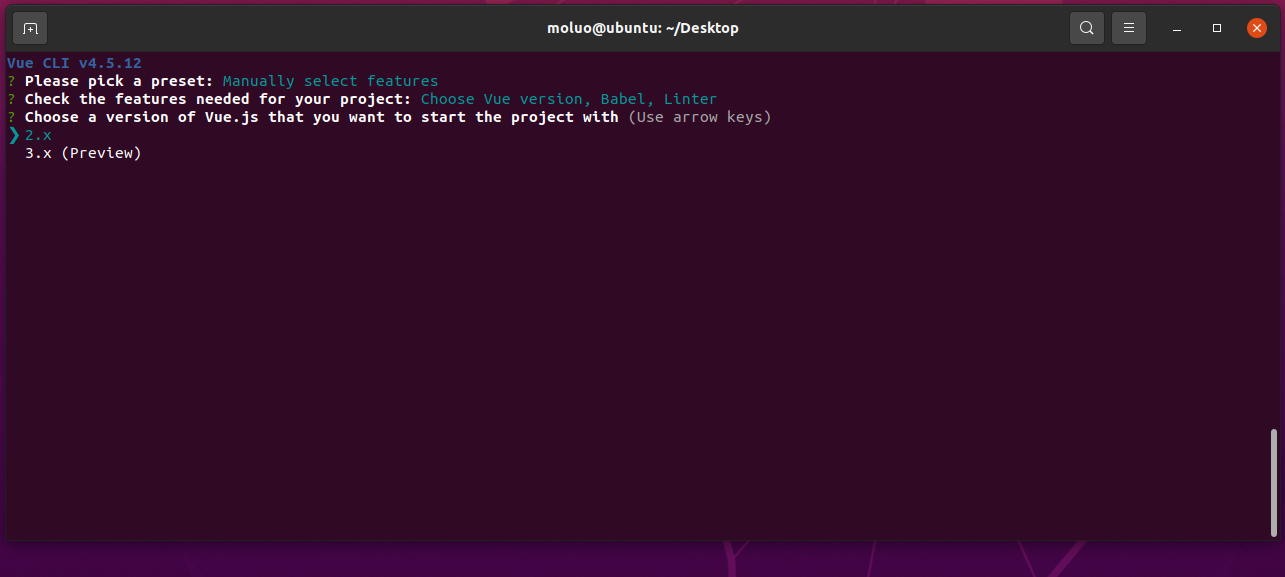 moluo@ubuntu: ~/Desktop
Vue CLI v4.5.12
? Please pick a preset: Manually select features
? Check the features needed for your project: Choose Vue version, Babel, Linter
? Choose a version of Vue.js that you want to start the project with (Use arrow keys)
❯ 2.x
3.x (Preview)